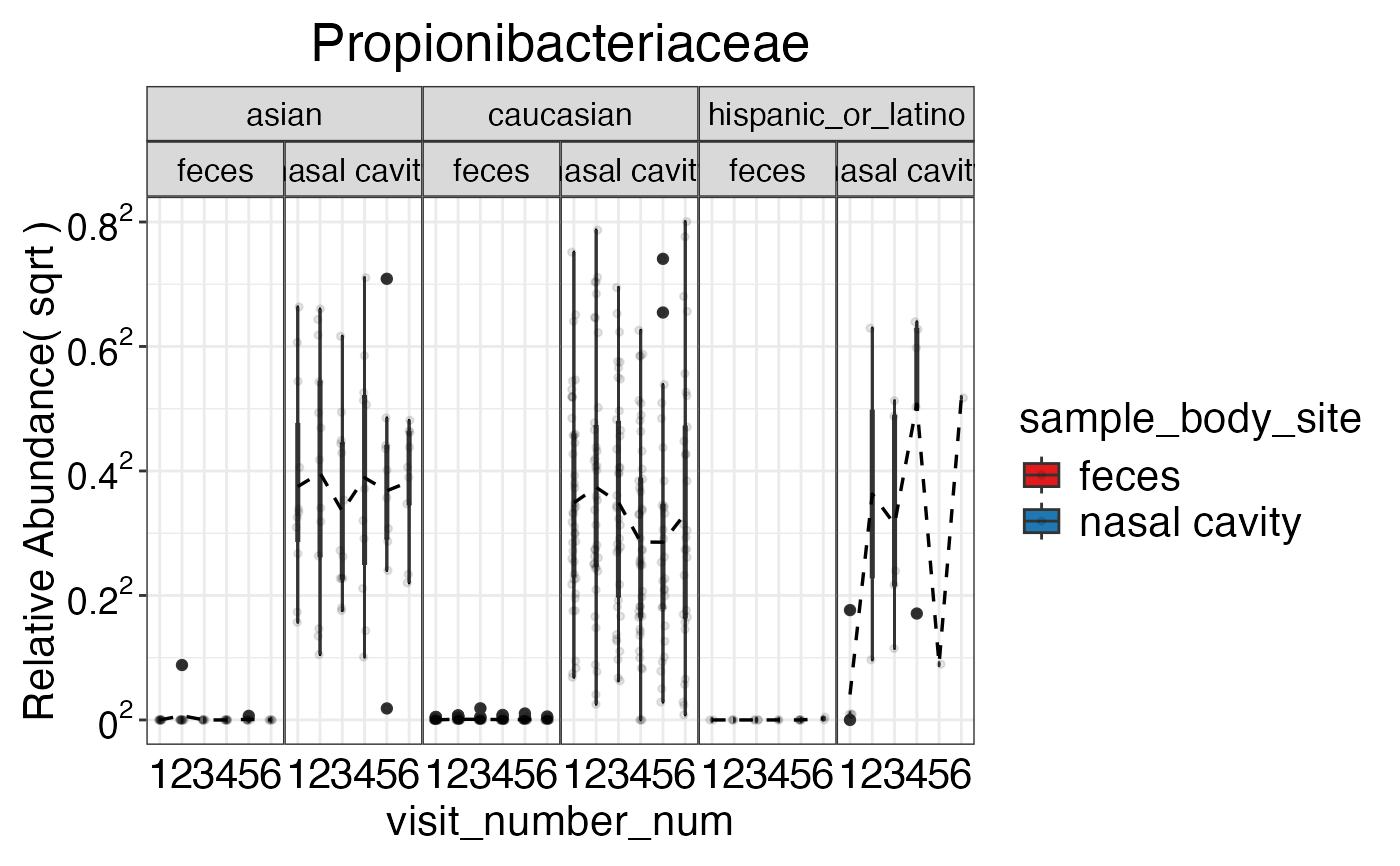 Propionibacteriaceae
asian caucasian hispanic_or_latino
feces asal cavit feces asal cavit feces asal cavit
Relative Abundance( sqrt )
0.8²
0.6²
0.4²
0.2²
0²
123456 123456 123456 123456 123456 123456
visit_number_num
sample_body_site
feces
nasal cavity